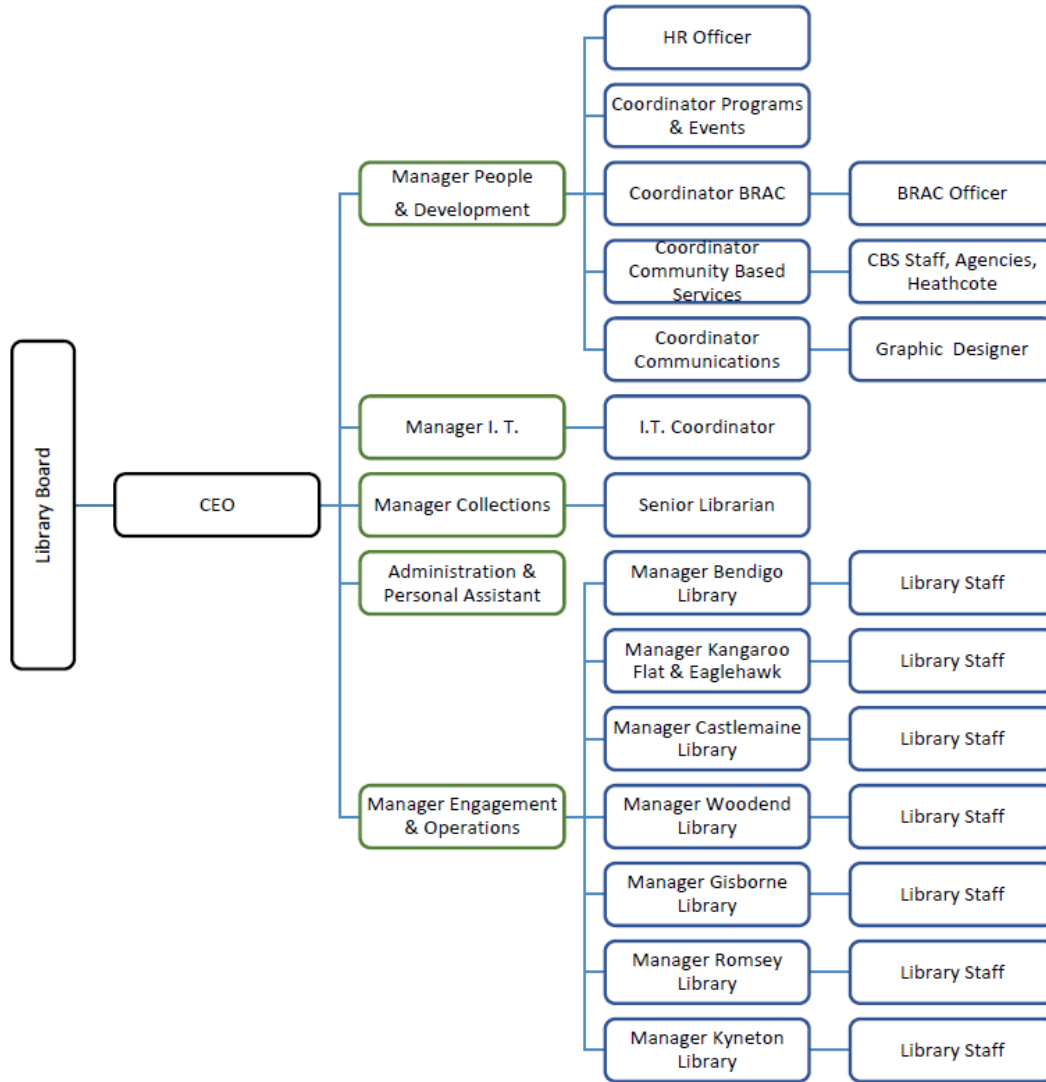 Library Board
CEO
Manager People
& Development
HR Officer
Coordinator Programs
& Events
Coordinator BRAC
BRAC Officer
Coordinator
Community Based
Services
CBS Staff, Agencies,
Heathcote
Coordinator
Communications
Graphic Designer
Manager I. T.
I.T. Coordinator
Manager Collections
Senior Librarian
Administration &
Personal Assistant
Manager Engagement
& Operations
Manager Bendigo
Library
Library Staff
Manager Kangaroo
Flat & Eaglehawk
Library Staff
Manager Castlemaine
Library
Library Staff
Manager Woodend
Library
Library Staff
Manager Gisborne
Library
Library Staff
Manager Romsey
Library
Library Staff
Manager Kyneton
Library
Library Staff